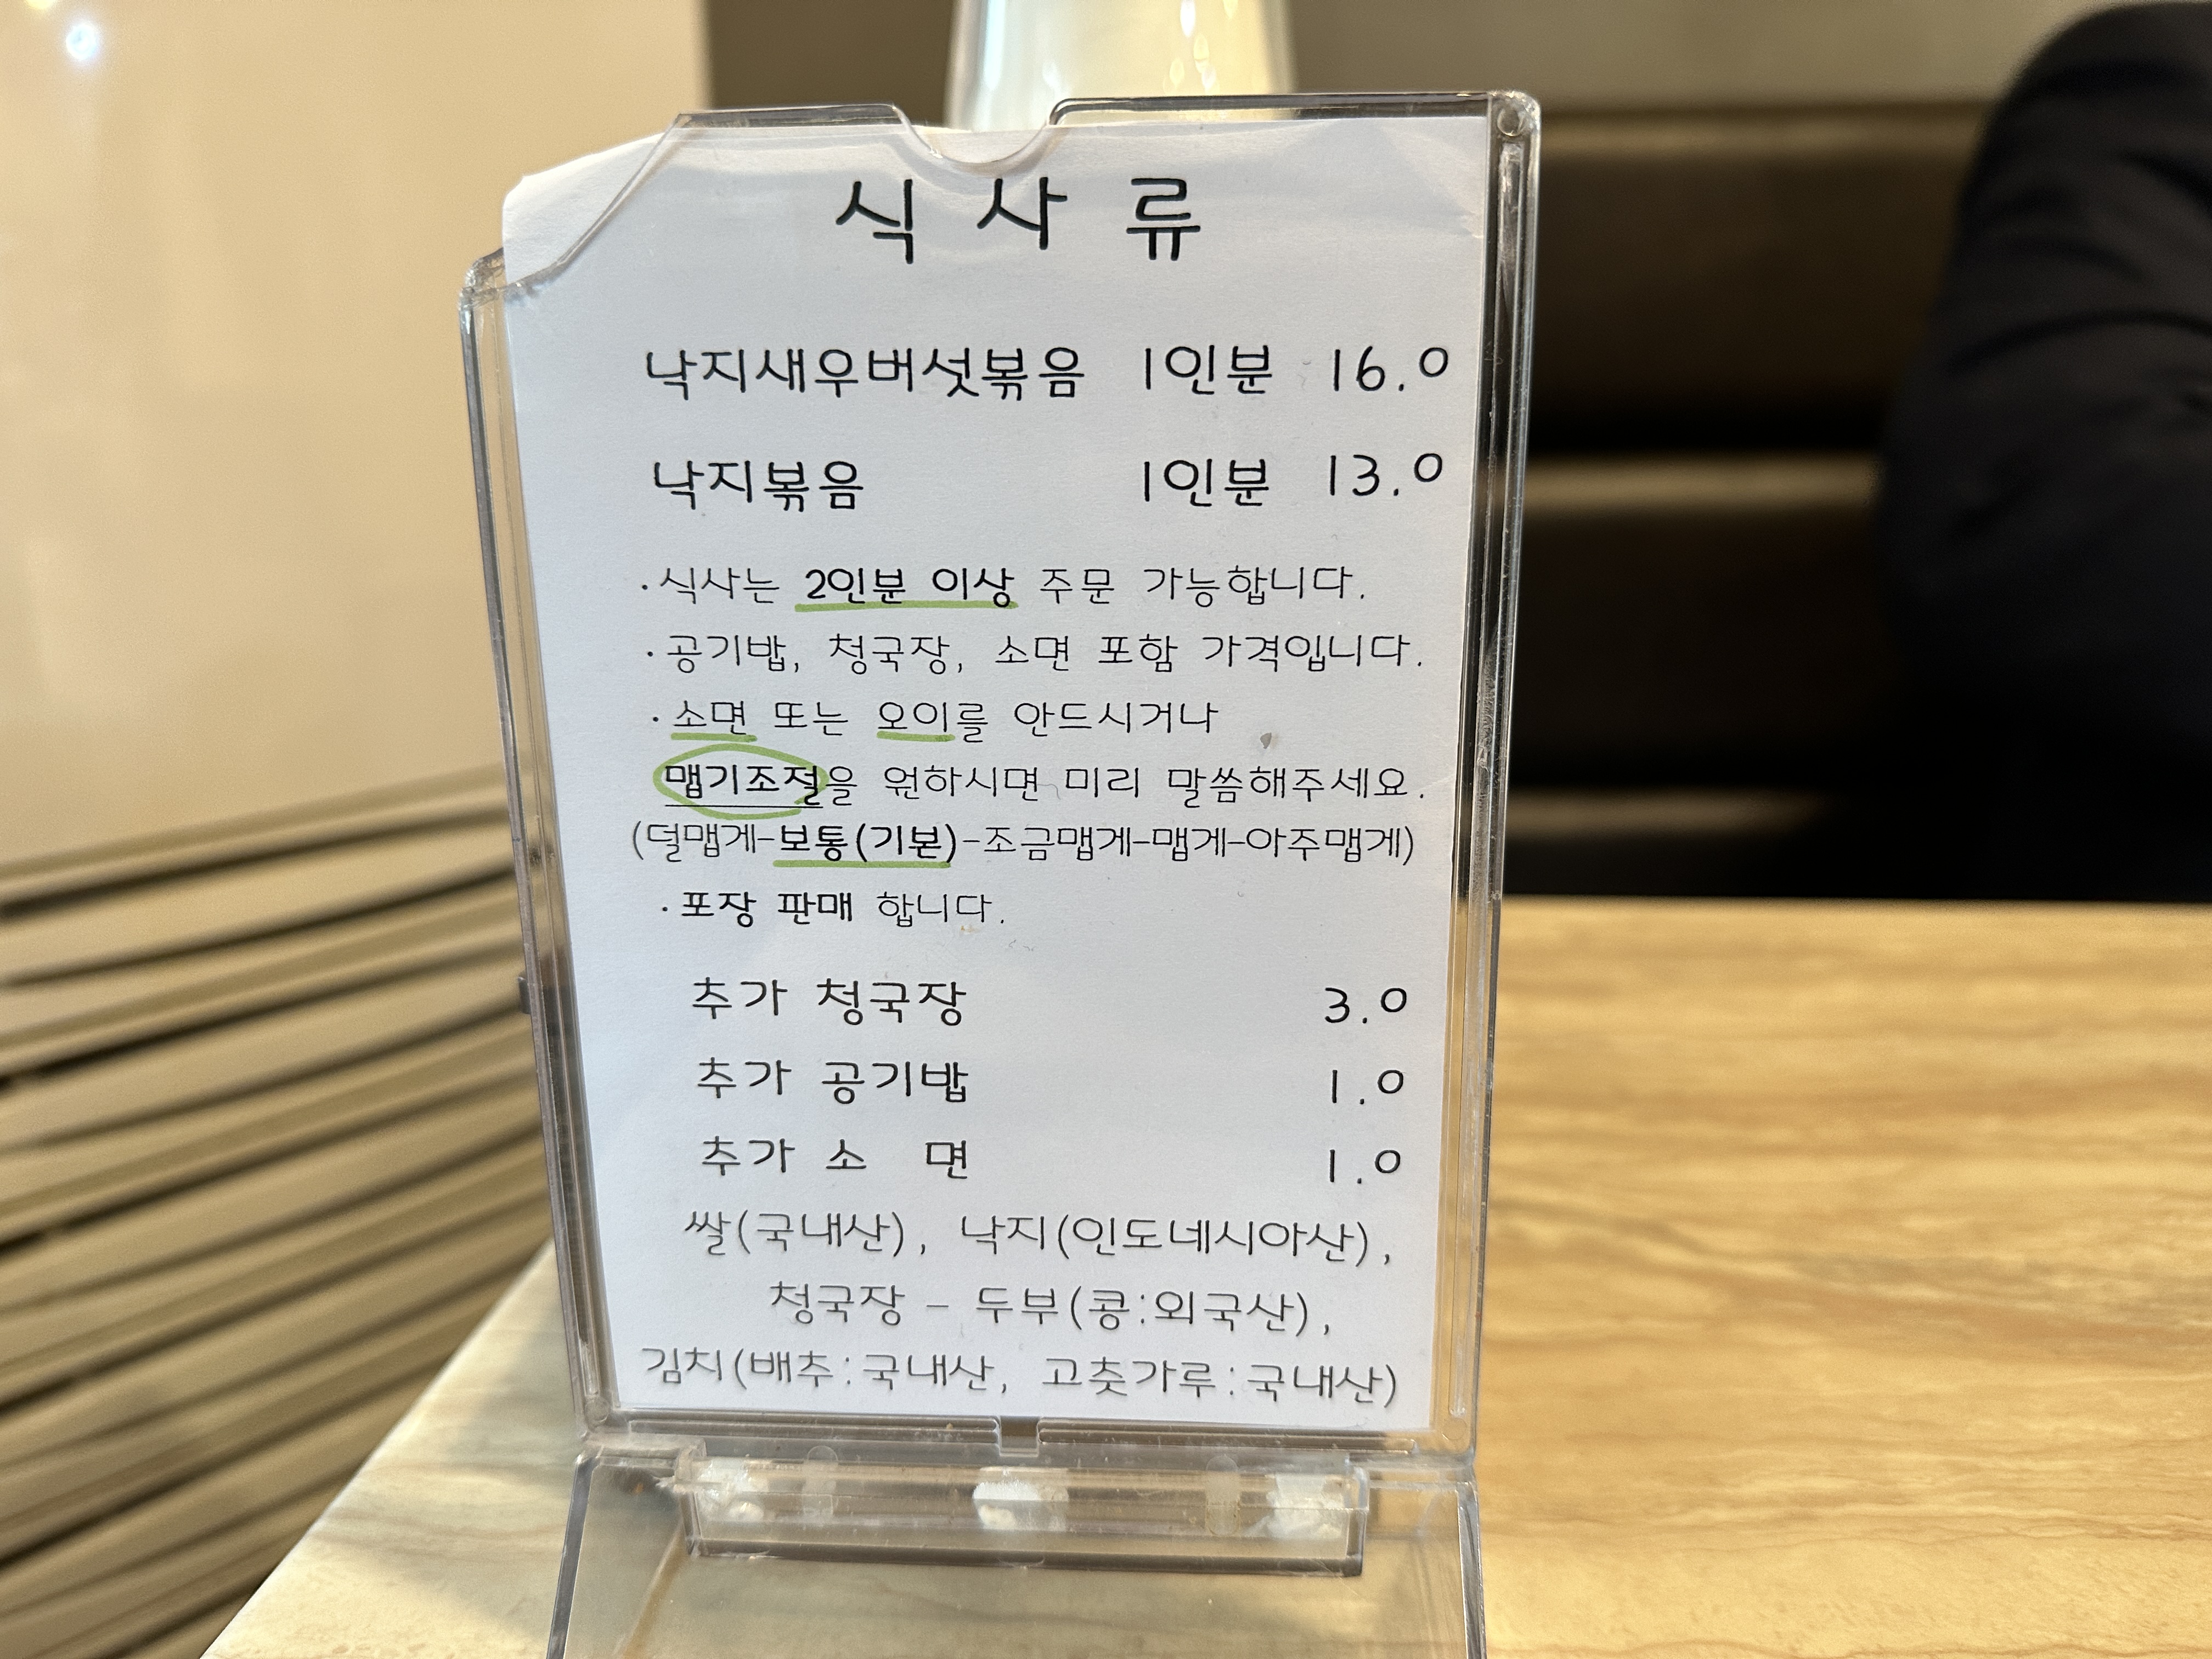 식사류
낙지새우버섯볶음 1인분 16.0
낙지볶음 1인분 13.0
·식사는 2인분 이상 주문 가능합니다.
·공기밥, 청국장, 소면 포함 가격입니다.
·소면 또는 오이를 안드시거나
맵기조절을 원하시면 미리 말씀해주세요.
(덜맵게-보통(기본)-조금맵게-맵게-아주맵게)
·포장 판매 합니다.
추가 청국장 3.0
추가 공기밥 1.0
추가 소 면 1.0
쌀(국내산), 낙지(인도네시아산),
청국장 - 두부(콩:외국산),
김치(배추:국내산, 고춧가루:국내산)